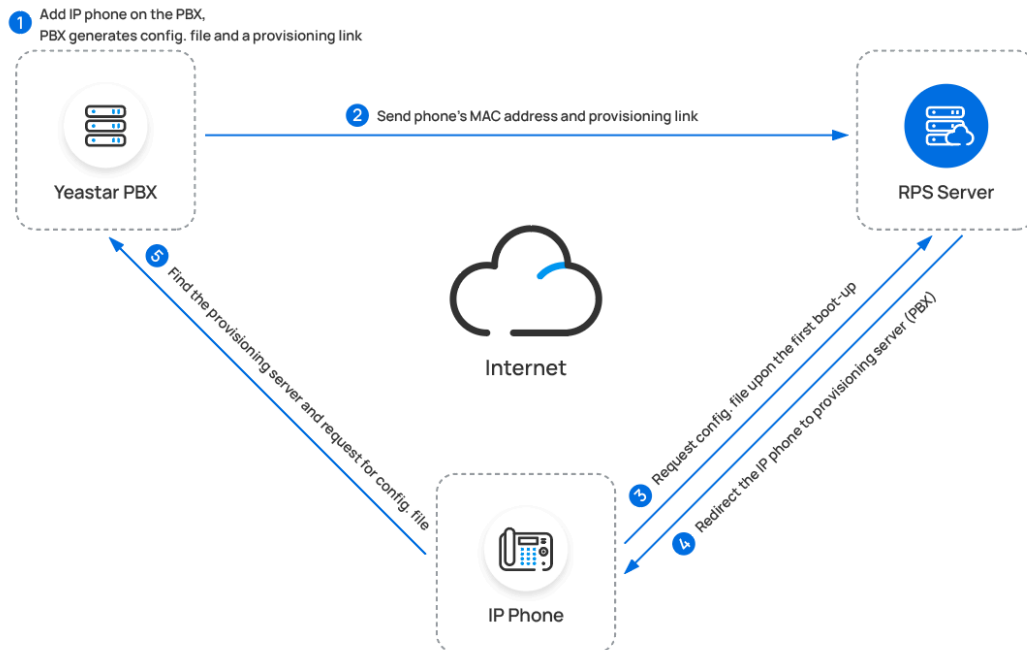 1 Add IP phone on the PBX,
PBX generates config. file and a provisioning link
2 Send phone's MAC address and provisioning link
Yeastar PBX
RPS Server
5 Find the provisioning server and request for config. file
Internet
3 Request config. file upon the first boot-up
4 Redirect the IP phone to provisioning server (PBX)
IP Phone